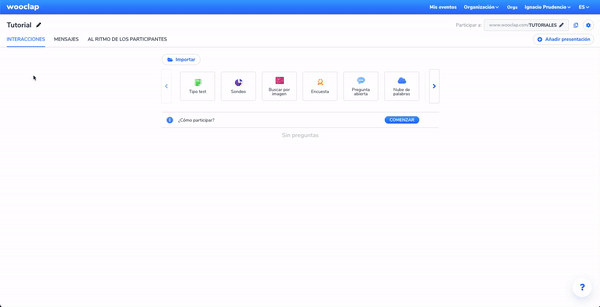 wooclap
Mis eventos Organización Orga Ignacio Prudencio ES
Tutorial
Participar a www.wooclap.com/TUTORIALES
INTERACCIONES MENSAJES AL RITMO DE LOS PARTICIPANTES
Añadir presentación
Importar
Tipo test
Sondeo
Buscar por imagen
Encuesta
Pregunta abierta
Nube de palabras
¿Cómo participar?
COMENZAR
Sin preguntas
?